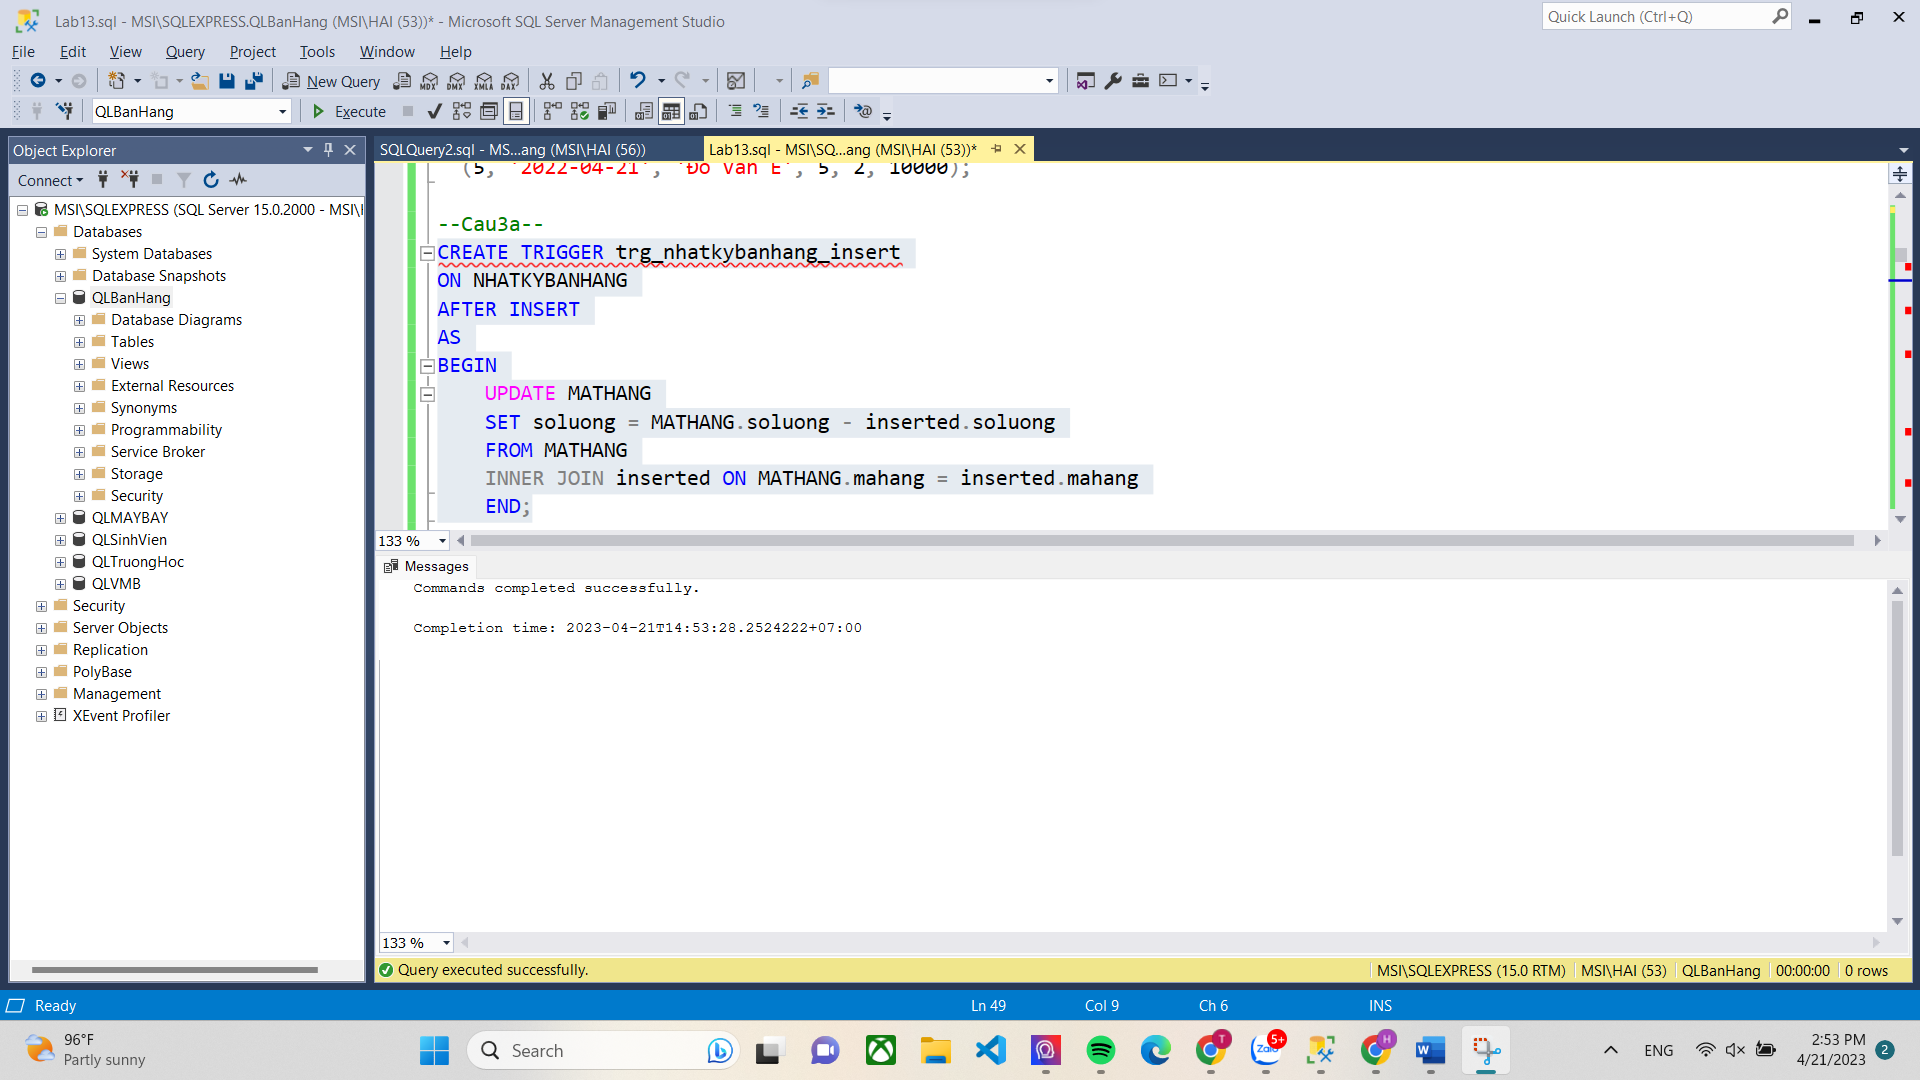 Lab13.sql - MSI\SQLEXPRESS.QLBanHang (MSI\HAI (53))* - Microsoft SQL Server Management Studio
Quick Launch (Ctrl+Q)
File Edit View Query Project Tools Window Help
New Query
MDX DMX XMLA DAX
QLBanHang
Execute
Object Explorer
SQLQuery2.sql - MS...ang (MSI\HAI (56))
Lab13.sql - MSI\SQ...ang (MSI\HAI (53))*
Connect
MSI\SQLEXPRESS (SQL Server 15.0.2000 - MSI\
Databases
System Databases
Database Snapshots
QLBanHang
Database Diagrams
Tables
Views
External Resources
Synonyms
Programmability
Service Broker
Storage
Security
QLMAYBAY
QLSinhVien
QLTruongHoc
QLVMB
Security
Server Objects
Replication
PolyBase
Management
XEvent Profiler
(5, '2022-04-21', 'Đỗ Văn E', 5, 2, 10000);
--Cau3a--
CREATE TRIGGER trg_nhatkybanhang_insert
ON NHATKYBANHANG
AFTER INSERT
AS
BEGIN
UPDATE MATHANG
SET soluong = MATHANG.soluong - inserted.soluong
FROM MATHANG
INNER JOIN inserted ON MATHANG.mahang = inserted.mahang
END;
133 %
Messages
Commands completed successfully.
Completion time: 2023-04-21T14:53:28.2524222+07:00
133 %
Query executed successfully.
MSI\SQLEXPRESS (15.0 RTM)
MSI\HAI (53)
QLBanHang
00:00:00
0 rows
Ready
Ln 49
Col 9
Ch 6
INS
96°F
Partly sunny
Search
T
Zalo
5+
H
ENG
2:53 PM
4/21/2023
2